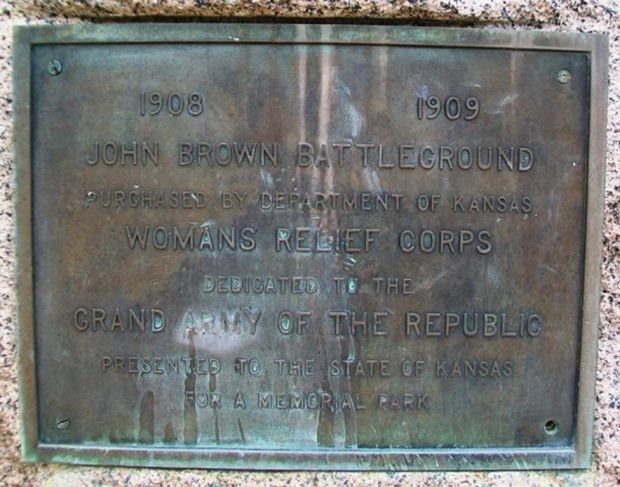 1908 1909
JOHN BROWN BATTLEGROUND
PURCHASED BY DEPARTMENT OF KANSAS
WOMANS RELIEF CORPS
DEDICATED TO THE
GRAND ARMY OF THE REPUBLIC
PRESENTED TO THE STATE OF KANSAS
FOR A MEMORIAL PARK